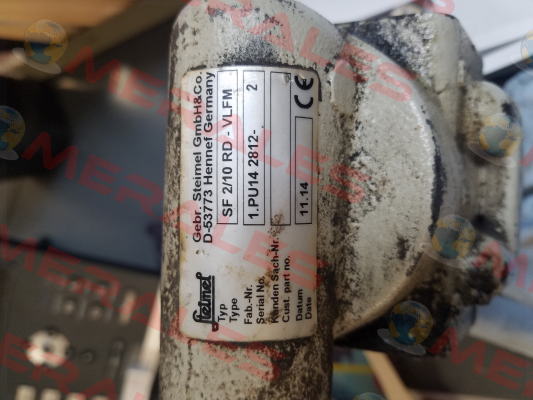 Steimel
Gebr. Steimel GmbH&Co.
D-53773 Hennef Germany
Typ
Type
SF 2/10 RD - VLFM
Fab.-Nr.
Serial No.
1.PU14 2812- 2
Kunden Sach-Nr.
Cust. part no.
Datum
Date
11.14
CE
MERALES